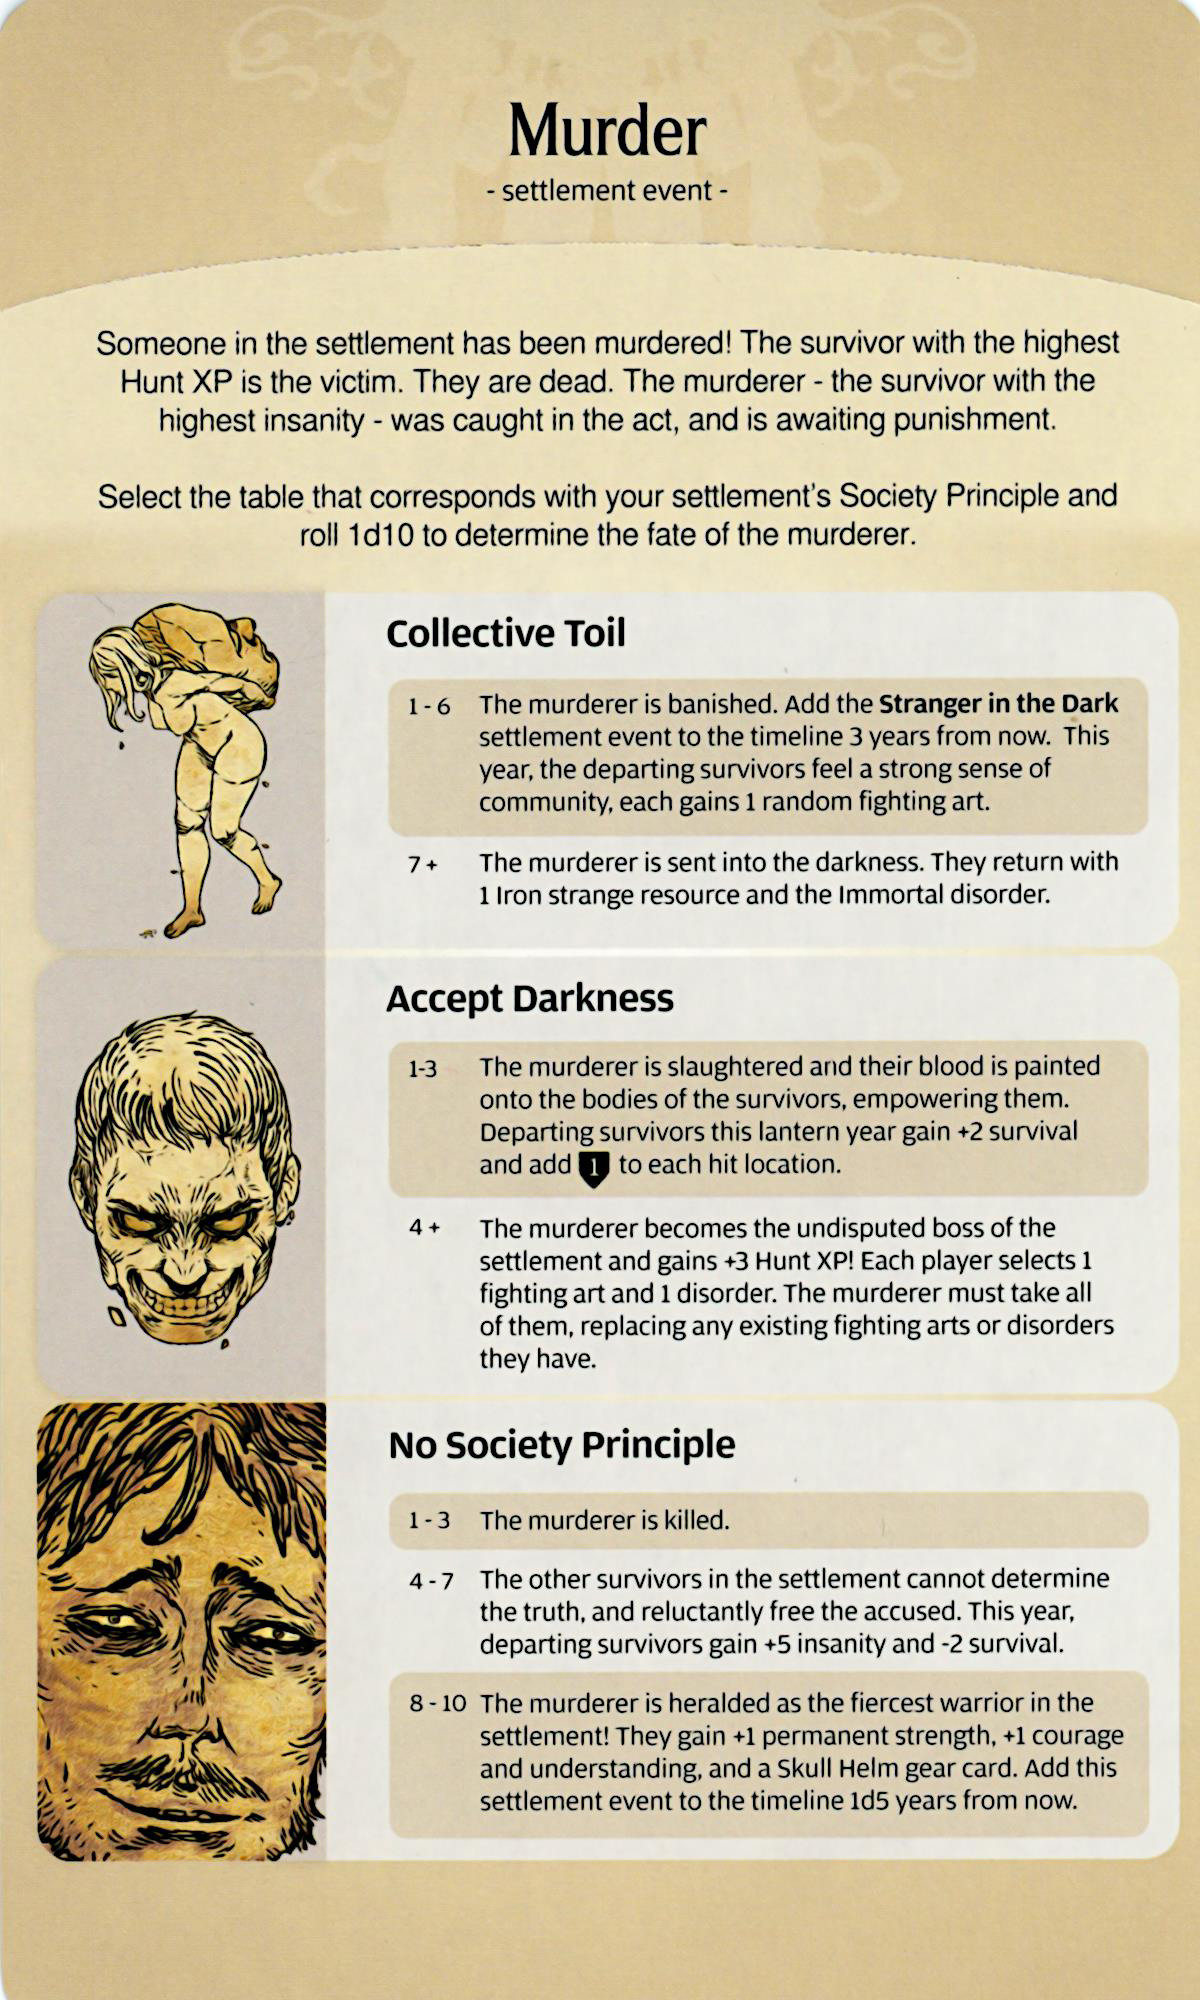 Murder
- settlement event -
Someone in the settlement has been murdered! The survivor with the highest
Hunt XP is the victim. They are dead. The murderer - the survivor with the
highest insanity - was caught in the act, and is awaiting punishment.
Select the table that corresponds with your settlement's Society Principle and
roll 1d10 to determine the fate of the murderer.
Collective Toil
1 - 6 The murderer is banished. Add the Stranger in the Dark
settlement event to the timeline 3 years from now. This
year, the departing survivors feel a strong sense of
community, each gains 1 random fighting art.
7 + The murderer is sent into the darkness. They return with
1 Iron strange resource and the Immortal disorder.
Accept Darkness
1-3 The murderer is slaughtered and their blood is painted
onto the bodies of the survivors, empowering them.
Departing survivors this lantern year gain +2 survival
and add 1 to each hit location.
4 + The murderer becomes the undisputed boss of the
settlement and gains +3 Hunt XP! Each player selects 1
fighting art and 1 disorder. The murderer must take all
of them, replacing any existing fighting arts or disorders
they have.
No Society Principle
1 - 3 The murderer is killed.
4 - 7 The other survivors in the settlement cannot determine
the truth, and reluctantly free the accused. This year,
departing survivors gain +5 insanity and -2 survival.
8 - 10 The murderer is heralded as the fiercest warrior in the
settlement! They gain +1 permanent strength, +1 courage
and understanding, and a Skull Helm gear card. Add this
settlement event to the timeline 1d5 years from now.